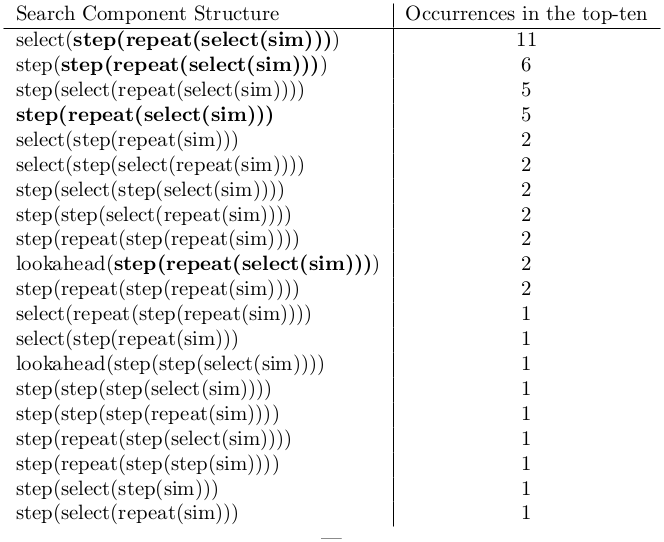 Search Component Structure Occurrences in the top-ten
select(step(repeat(select(sim)))) 11
step(step(repeat(select(sim)))) 6
step(select(repeat(select(sim)))) 5
step(repeat(select(sim))) 5
select(step(repeat(sim))) 2
select(step(select(repeat(sim)))) 2
step(select(step(select(sim)))) 2
step(step(select(repeat(sim)))) 2
step(repeat(step(repeat(sim)))) 2
lookahead(step(repeat(select(sim)))) 2
step(repeat(step(repeat(sim)))) 2
select(repeat(step(repeat(sim)))) 1
select(step(repeat(sim))) 1
lookahead(step(step(select(sim)))) 1
step(step(step(select(sim)))) 1
step(step(step(repeat(sim)))) 1
step(repeat(step(select(sim)))) 1
step(repeat(step(step(sim)))) 1
step(select(step(sim))) 1
step(select(repeat(sim))) 1